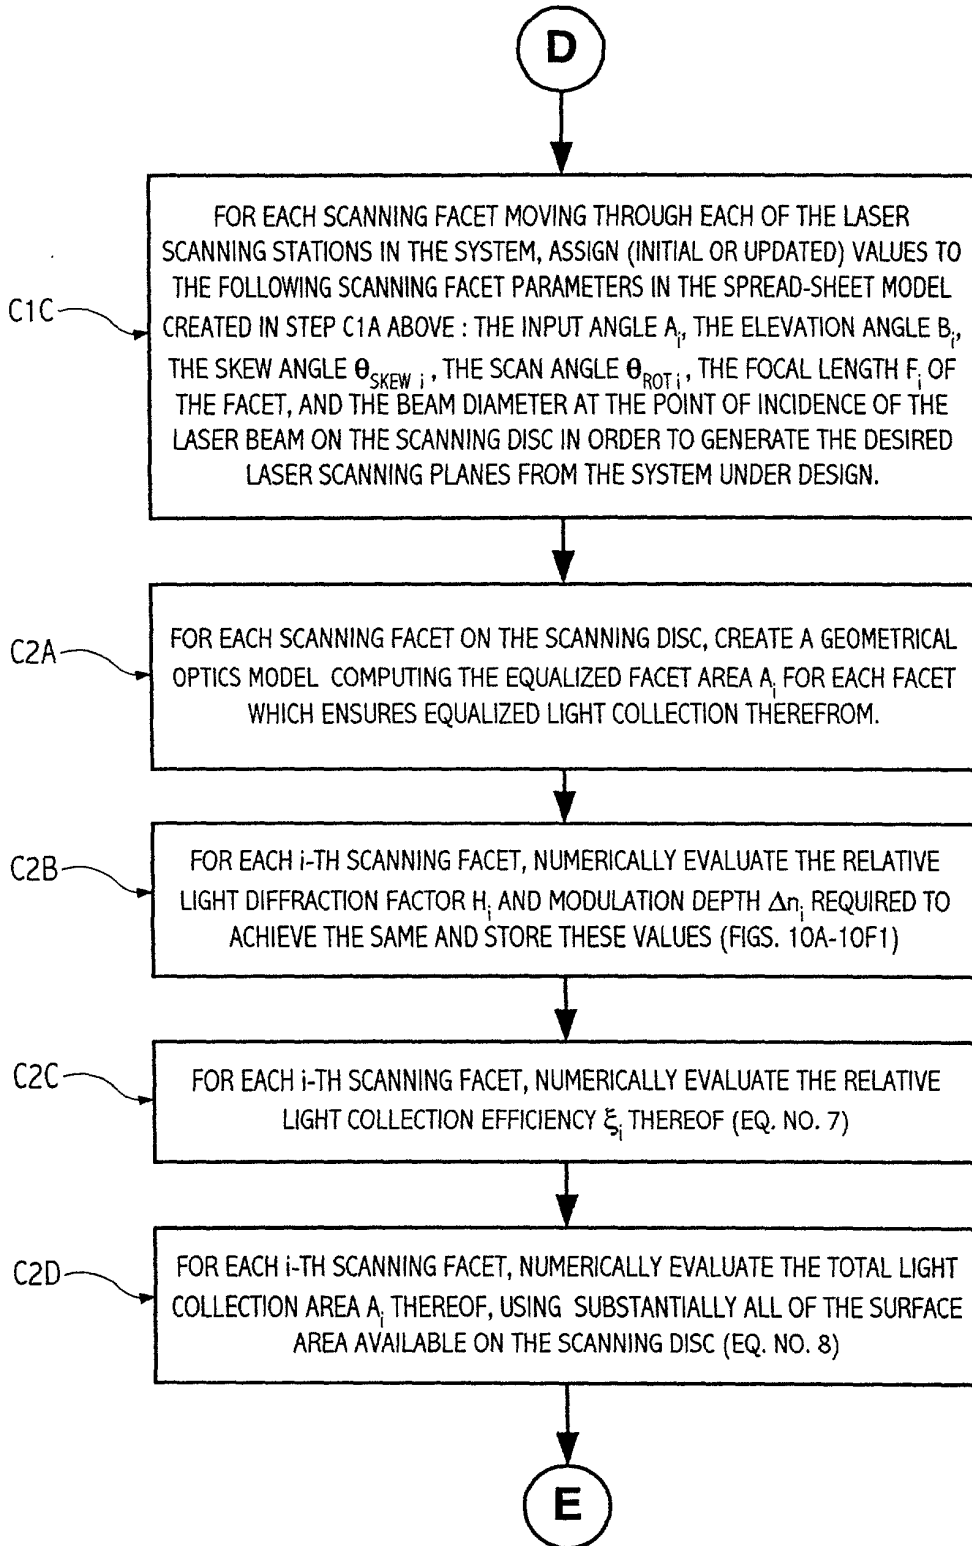 D
C1C
FOR EACH SCANNING FACET MOVING THROUGH EACH OF THE LASER
SCANNING STATIONS IN THE SYSTEM, ASSIGN (INITIAL OR UPDATED) VALUES TO
THE FOLLOWING SCANNING FACET PARAMETERS IN THE SPREAD-SHEET MODEL
CREATED IN STEP C1A ABOVE : THE INPUT ANGLE Aᵢ, THE ELEVATION ANGLE Bᵢ,
THE SKEW ANGLE θSKEW i , THE SCAN ANGLE θROT i , THE FOCAL LENGTH Fᵢ OF
THE FACET, AND THE BEAM DIAMETER AT THE POINT OF INCIDENCE OF THE
LASER BEAM ON THE SCANNING DISC IN ORDER TO GENERATE THE DESIRED
LASER SCANNING PLANES FROM THE SYSTEM UNDER DESIGN.
C2A
FOR EACH SCANNING FACET ON THE SCANNING DISC, CREATE A GEOMETRICAL
OPTICS MODEL COMPUTING THE EQUALIZED FACET AREA Aᵢ FOR EACH FACET
WHICH ENSURES EQUALIZED LIGHT COLLECTION THEREFROM.
C2B
FOR EACH i-TH SCANNING FACET, NUMERICALLY EVALUATE THE RELATIVE
LIGHT DIFFRACTION FACTOR Hᵢ AND MODULATION DEPTH Δnᵢ REQUIRED TO
ACHIEVE THE SAME AND STORE THESE VALUES (FIGS. 10A-10F1)
C2C
FOR EACH i-TH SCANNING FACET, NUMERICALLY EVALUATE THE RELATIVE
LIGHT COLLECTION EFFICIENCY ξᵢ THEREOF (EQ. NO. 7)
C2D
FOR EACH i-TH SCANNING FACET, NUMERICALLY EVALUATE THE TOTAL LIGHT
COLLECTION AREA Aᵢ THEREOF, USING SUBSTANTIALLY ALL OF THE SURFACE
AREA AVAILABLE ON THE SCANNING DISC (EQ. NO. 8)
E